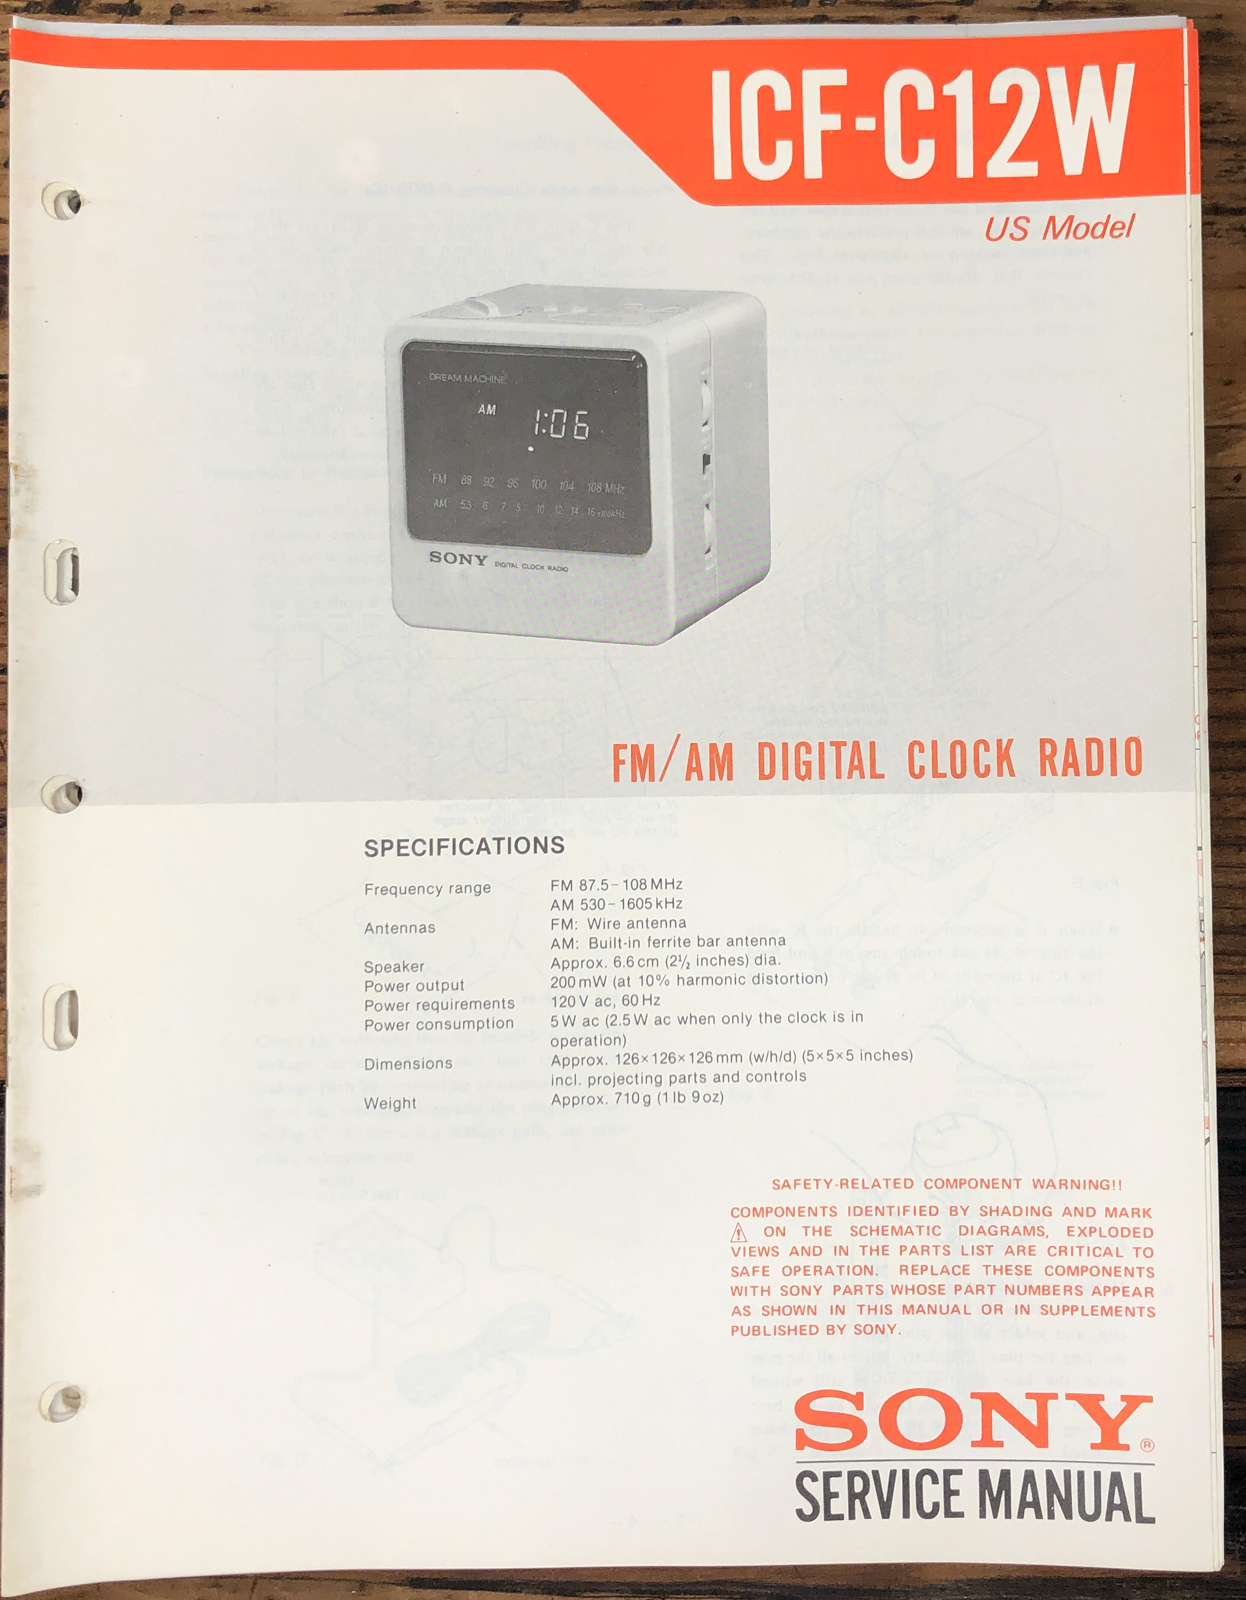 ICF-C12W
US Model
DREAM MACHINE
AM 1:06
FM 88 92 96 100 104 108 MHz
AM 53 6 7 8 10 12 14 16
SONY DIGITAL CLOCK RADIO
FM/AM DIGITAL CLOCK RADIO
SPECIFICATIONS
Frequency range FM 87.5-108 MHz
AM 530-1605 kHz
Antennas FM: Wire antenna
AM: Built-in ferrite bar antenna
Speaker Approx. 6.6 cm (2½ inches) dia.
Power output 200 mW (at 10% harmonic distortion)
Power requirements 120 V ac, 60 Hz
Power consumption 5 W ac (2.5 W ac when only the clock is in
operation)
Dimensions Approx. 126×126×126 mm (w/h/d) (5×5×5 inches)
incl. projecting parts and controls
Weight Approx. 710 g (1 lb 9 oz)
SAFETY-RELATED COMPONENT WARNING!!
COMPONENTS IDENTIFIED BY SHADING AND MARK
⚠ ON THE SCHEMATIC DIAGRAMS, EXPLODED
VIEWS AND IN THE PARTS LIST ARE CRITICAL TO
SAFE OPERATION. REPLACE THESE COMPONENTS
WITH SONY PARTS WHOSE PART NUMBERS APPEAR
AS SHOWN IN THIS MANUAL OR IN SUPPLEMENTS
PUBLISHED BY SONY.
SONY®
SERVICE MANUAL